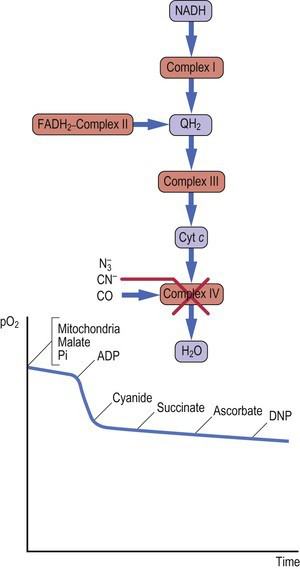 NADH
Complex I
FADH₂–Complex II
QH₂
Complex III
Cyt c
N₃⁻
CN⁻
CO
Complex IV
H₂O
pO₂
Mitochondria
Malate
Pi
ADP
Cyanide
Succinate
Ascorbate
DNP
Time